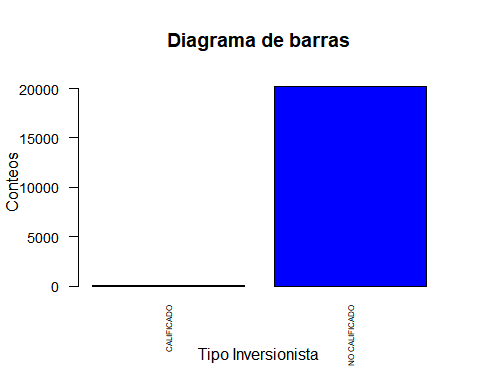 Diagrama de barras
Conteos
20000
15000
10000
5000
0
CALIFICADO
NO CALIFICADO
Tipo Inversionista